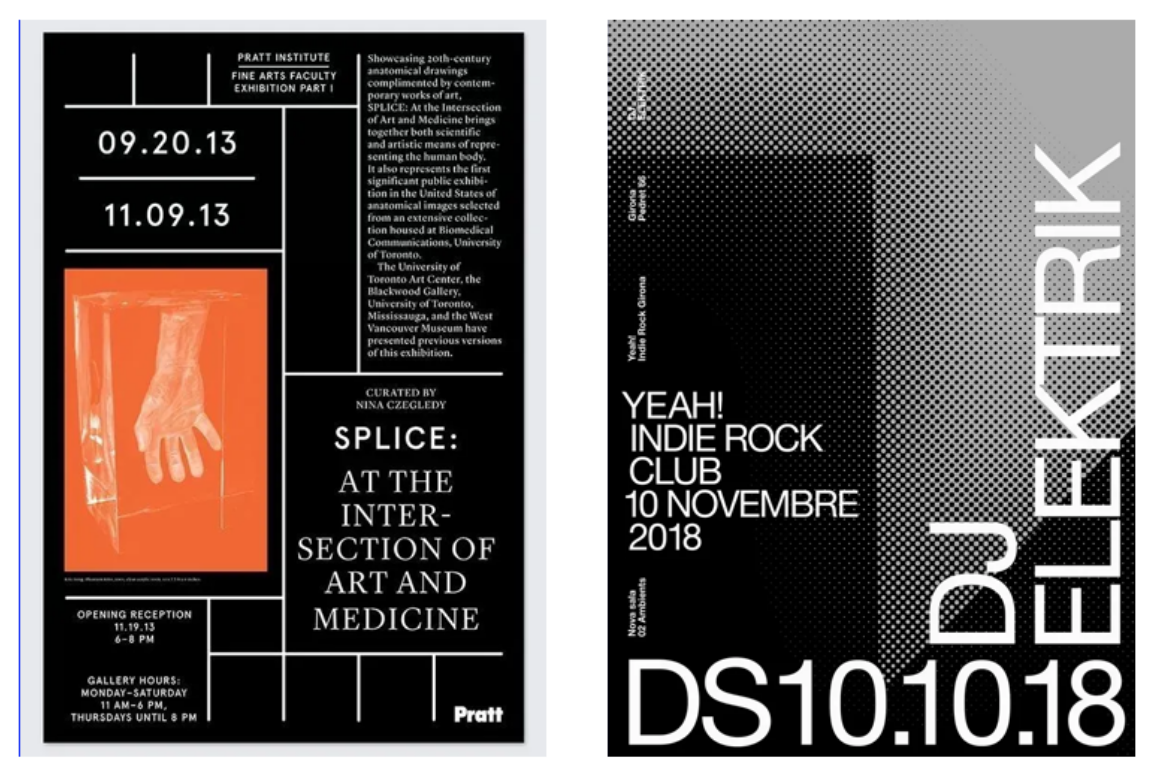 PRATT INSTITUTE
FINE ARTS FACULTY
EXHIBITION PART I
09.20.13
11.09.13
Showcasing 20th-century
anatomical drawings
complimented by contem-
porary works of art,
SPLICE: At the Intersection
of Art and Medicine brings
together both scientific
and artistic means of repre-
senting the human body.
It also represents the first
significant public exhibi-
tion in the United States of
anatomical images selected
from an extensive collec-
tion housed at Biomedical
Communications, University
of Toronto.
The University of
Toronto Art Center, the
Blackwood Gallery,
University of Toronto,
Mississauga, and the West
Vancouver Museum have
presented previous versions
of this exhibition.
CURATED BY
NINA CZEGLEDY
SPLICE:
AT THE
INTER-
SECTION OF
ART AND
MEDICINE
OPENING RECEPTION
11.19.13
6–8 PM
GALLERY HOURS:
MONDAY–SATURDAY
11 AM–6 PM,
THURSDAYS UNTIL 8 PM
Pratt
DJ
Elektrik
Girona
Pedret 66
Yeah!
Indie Rock Girona
YEAH!
INDIE ROCK
CLUB
10 NOVEMBRE
2018
Nova sala
02 Ambients
DJ
ELEKTRIK
DS10.10.18